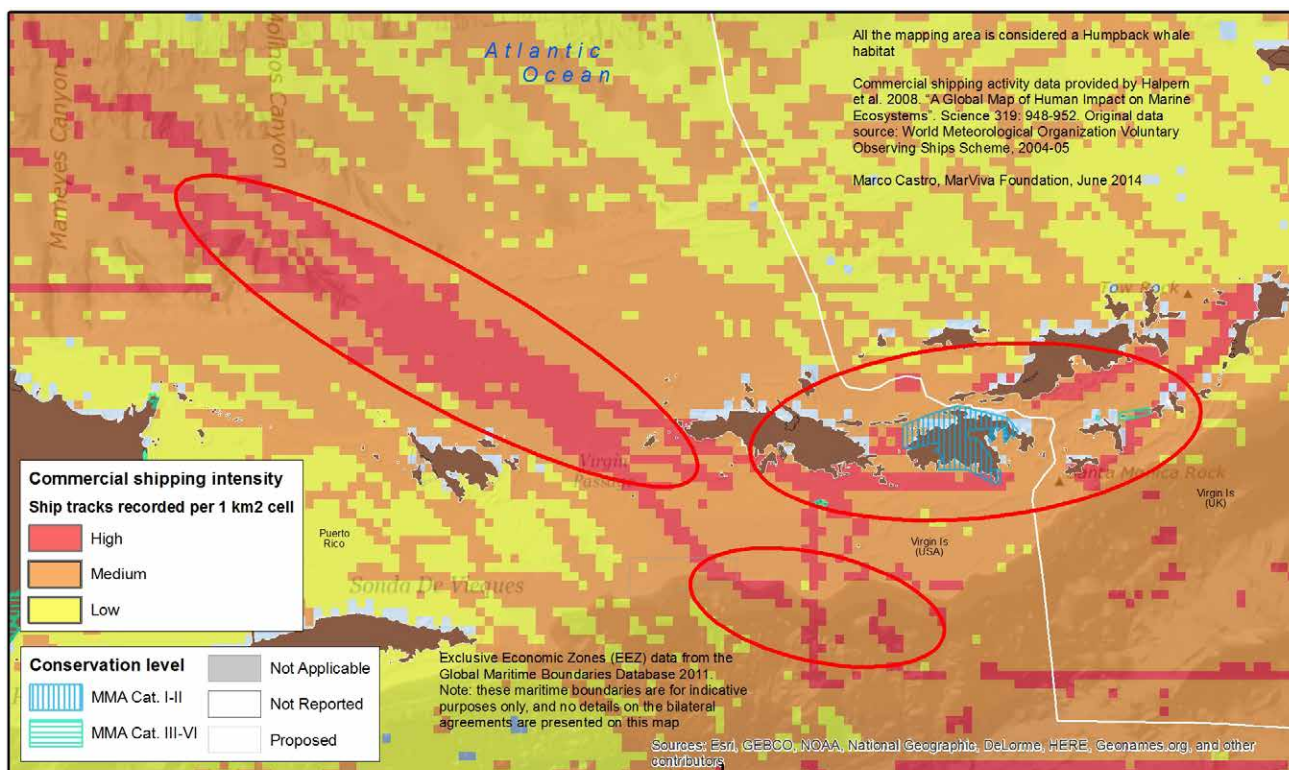 Atlantic
Ocean
All the mapping area is considered a Humpback whale
habitat
Commercial shipping activity data provided by Halpern
et al. 2008. "A Global Map of Human Impact on Marine
Ecosystems". Science 319: 948-952. Original data
source: World Meteorological Organization Voluntary
Observing Ships Scheme, 2004-05
Marco Castro, MarViva Foundation, June 2014
Mameyes Canyon
Canyon
Tow Rock
Virgin
Passage
Santa Monica Rock
Virgin Is
(UK)
Virgin Is
(USA)
Puerto
Rico
Sonda De Vieques
Commercial shipping intensity
Ship tracks recorded per 1 km2 cell
High
Medium
Low
Conservation level
MMA Cat. I-II
MMA Cat. III-VI
Not Applicable
Not Reported
Proposed
Exclusive Economic Zones (EEZ) data from the
Global Maritime Boundaries Database 2011.
Note: these maritime boundaries are for indicative
purposes only, and no details on the bilateral
agreements are presented on this map
Sources: Esri, GEBCO, NOAA, National Geographic, DeLorme, HERE, Geonames.org, and other
contributors